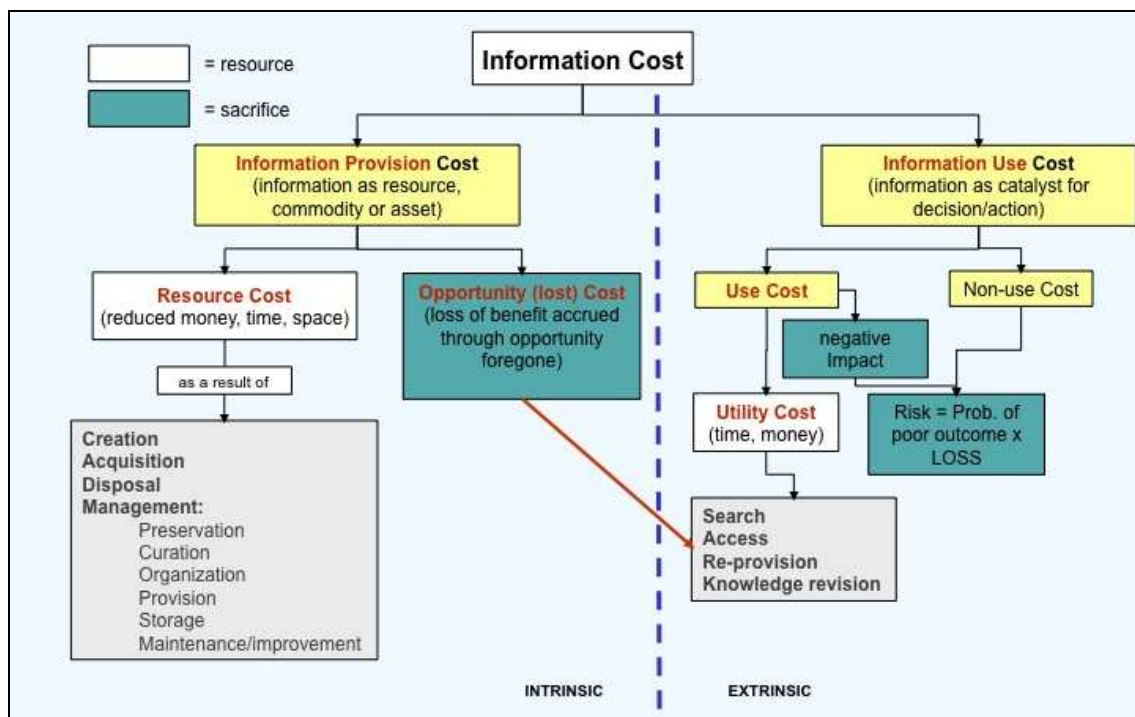 = resource
= sacrifice
Information Cost
Information Provision Cost
(information as resource,
commodity or asset)
Information Use Cost
(information as catalyst for
decision/action)
Resource Cost
(reduced money, time, space)
Opportunity (lost) Cost
(loss of benefit accrued
through opportunity
foregone)
Use Cost
Non-use Cost
negative
Impact
as a result of
Utility Cost
(time, money)
Risk = Prob. of
poor outcome x
LOSS
Creation
Acquisition
Disposal
Management:
Preservation
Curation
Organization
Provision
Storage
Maintenance/improvement
Search
Access
Re-provision
Knowledge revision
INTRINSIC
EXTRINSIC